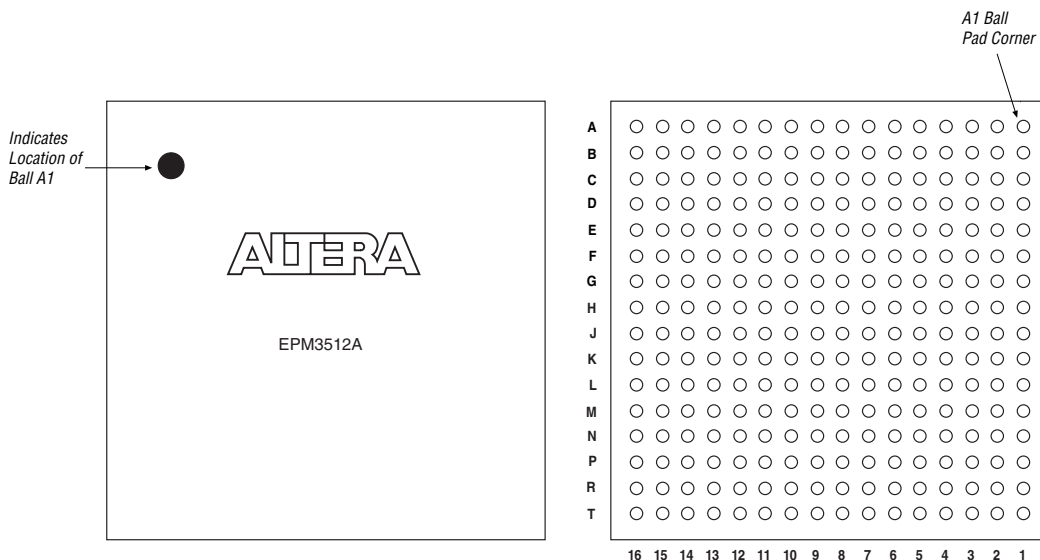 A1 Ball
Pad Corner
Indicates
Location of
Ball A1
ALTERA
EPM3512A
A
B
C
D
E
F
G
H
J
K
L
M
N
P
R
T
16 15 14 13 12 11 10 9 8 7 6 5 4 3 2 1